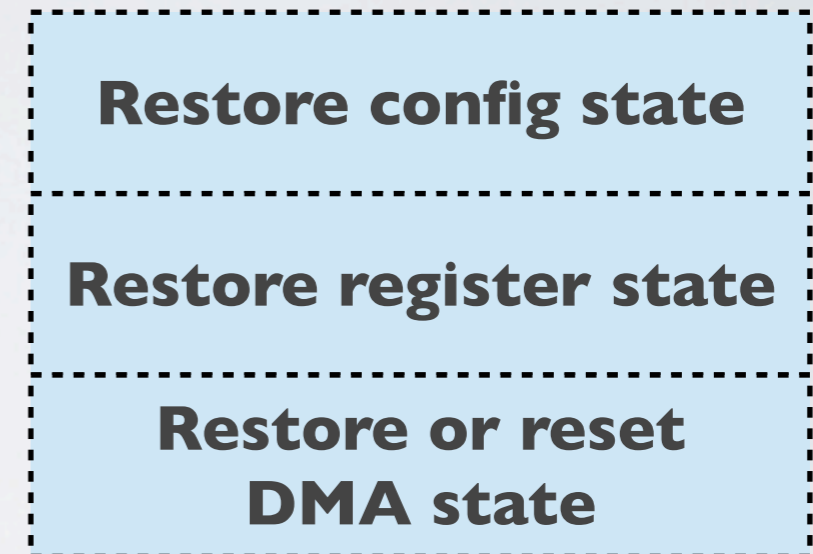 Restore config state
Restore register state
Restore or reset
DMA state